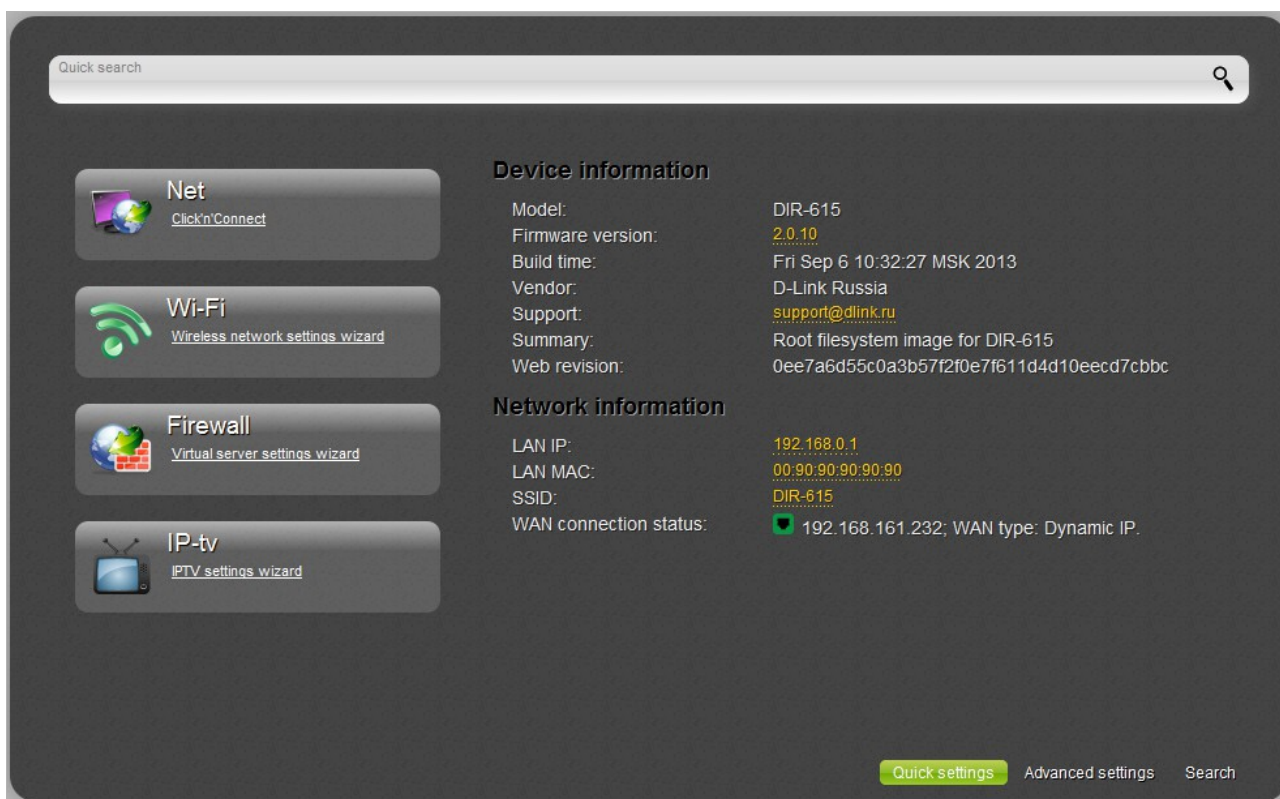 Quick search
Net
Click'n'Connect
Wi-Fi
Wireless network settings wizard
Firewall
Virtual server settings wizard
IP-tv
IPTV settings wizard
Device information
Model: DIR-615
Firmware version: 2.0.10
Build time: Fri Sep 6 10:32:27 MSK 2013
Vendor: D-Link Russia
Support: support@dlink.ru
Summary: Root filesystem image for DIR-615
Web revision: 0ee7a6d55c0a3b57f2f0e7f611d4d10eecd7cbbc
Network information
LAN IP: 192.168.0.1
LAN MAC: 00:90:90:90:90:90
SSID: DIR-615
WAN connection status: 192.168.161.232; WAN type: Dynamic IP.
Quick settings Advanced settings Search